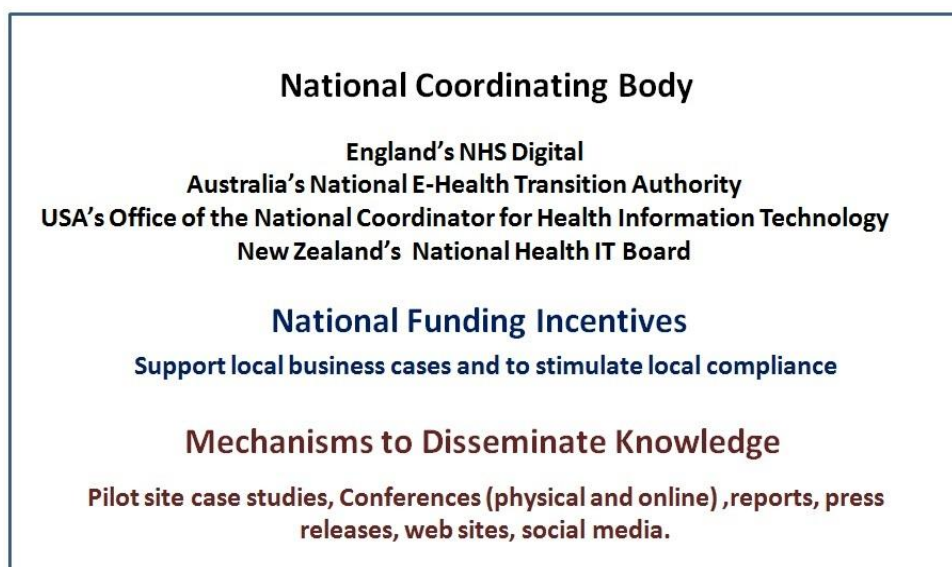 National Coordinating Body
England’s NHS Digital
Australia’s National E-Health Transition Authority
USA’s Office of the National Coordinator for Health Information Technology
New Zealand’s  National Health IT Board
National Funding Incentives
Support local business cases and to stimulate local compliance
Mechanisms to Disseminate Knowledge
Pilot site case studies, Conferences (physical and online) ,reports, press
releases, web sites, social media.